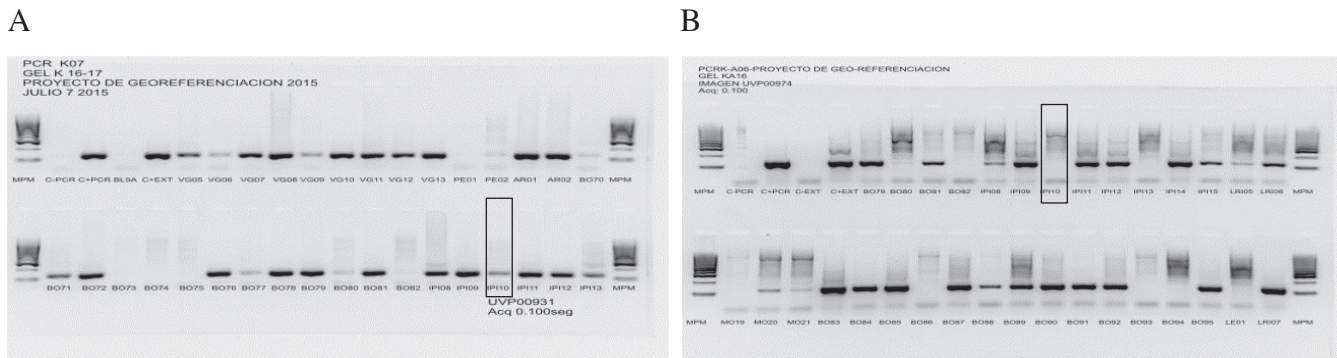 A
B
PCR K07
GEL K 16-17
PROYECTO DE GEOREFERENCIACION 2015
JULIO 7 2015
MPM C-PCR C+PCR BL5A C+EXT VG05 VG06 VG07 VG08 VG09 VG10 VG11 VG12 VG13 PE01 PE02 AR01 AR02 BO70 MPM
BO71 BO72 BO73 BO74 BO75 BO76 BO77 BO78 BO79 BO80 BO81 BO82 IPI08 IPI09 IPI10 IPI11 IPI12 IPI13 MPM
UVP00931
Acq 0.100seg
PCRK-A06-PROYECTO DE GEO-REFERENCIACION
GEL KA16
IMAGEN UVP00974
Acq: 0.100
MPM C-PCR C+PCR C-EXT C+EXT BO79 BO80 BO81 BO82 IPI08 IPI09 IPI10 IPI11 IPI12 IPI13 IPI14 IPI15 LRI05 LRI06 MPM
MPM MO19 MO20 MO21 BO83 BO84 BO85 BO86 BO87 BO88 BO89 BO90 BO91 BO92 BO93 BO94 BO95 LE01 LRI07 MPM